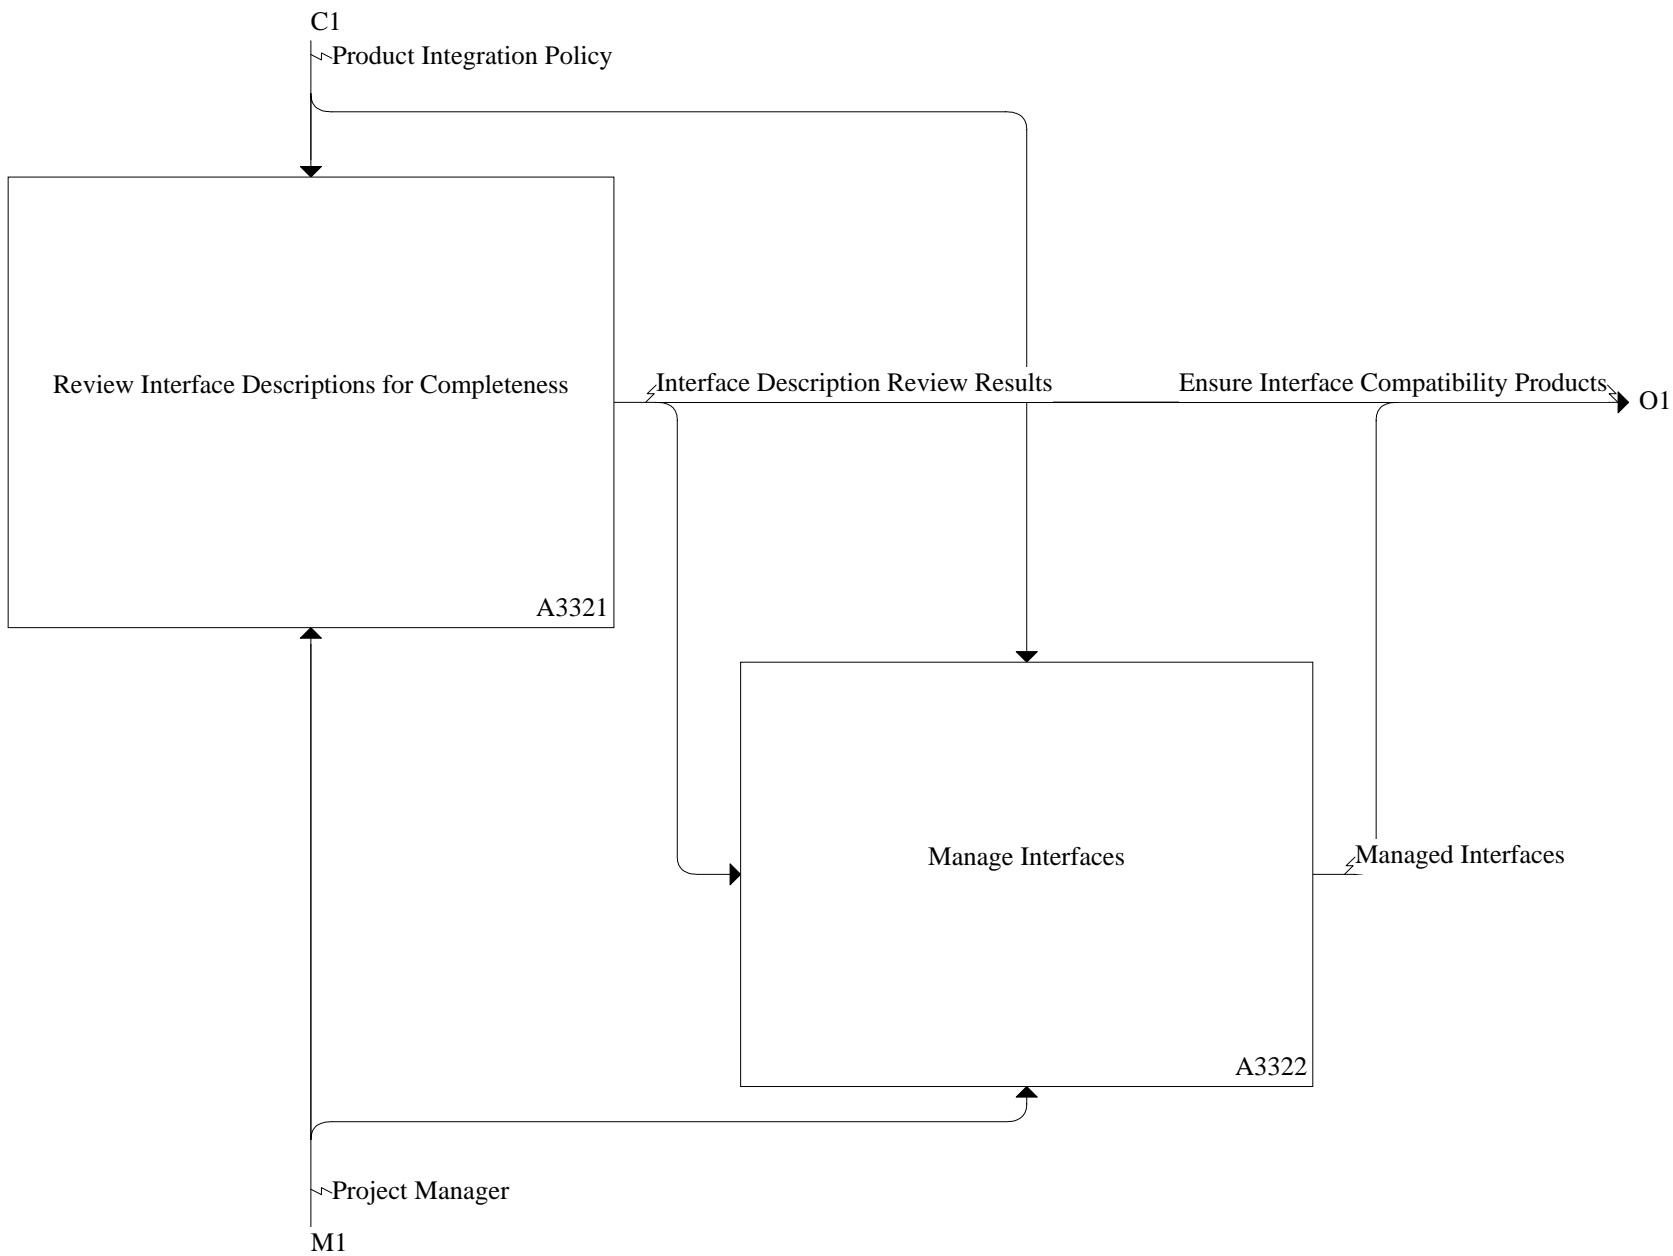 C1
Product Integration Policy
Review Interface Descriptions for Completeness
Interface Description Review Results
Ensure Interface Compatibility Products
O1
A3321
Manage Interfaces
Managed Interfaces
A3322
Project Manager
M1